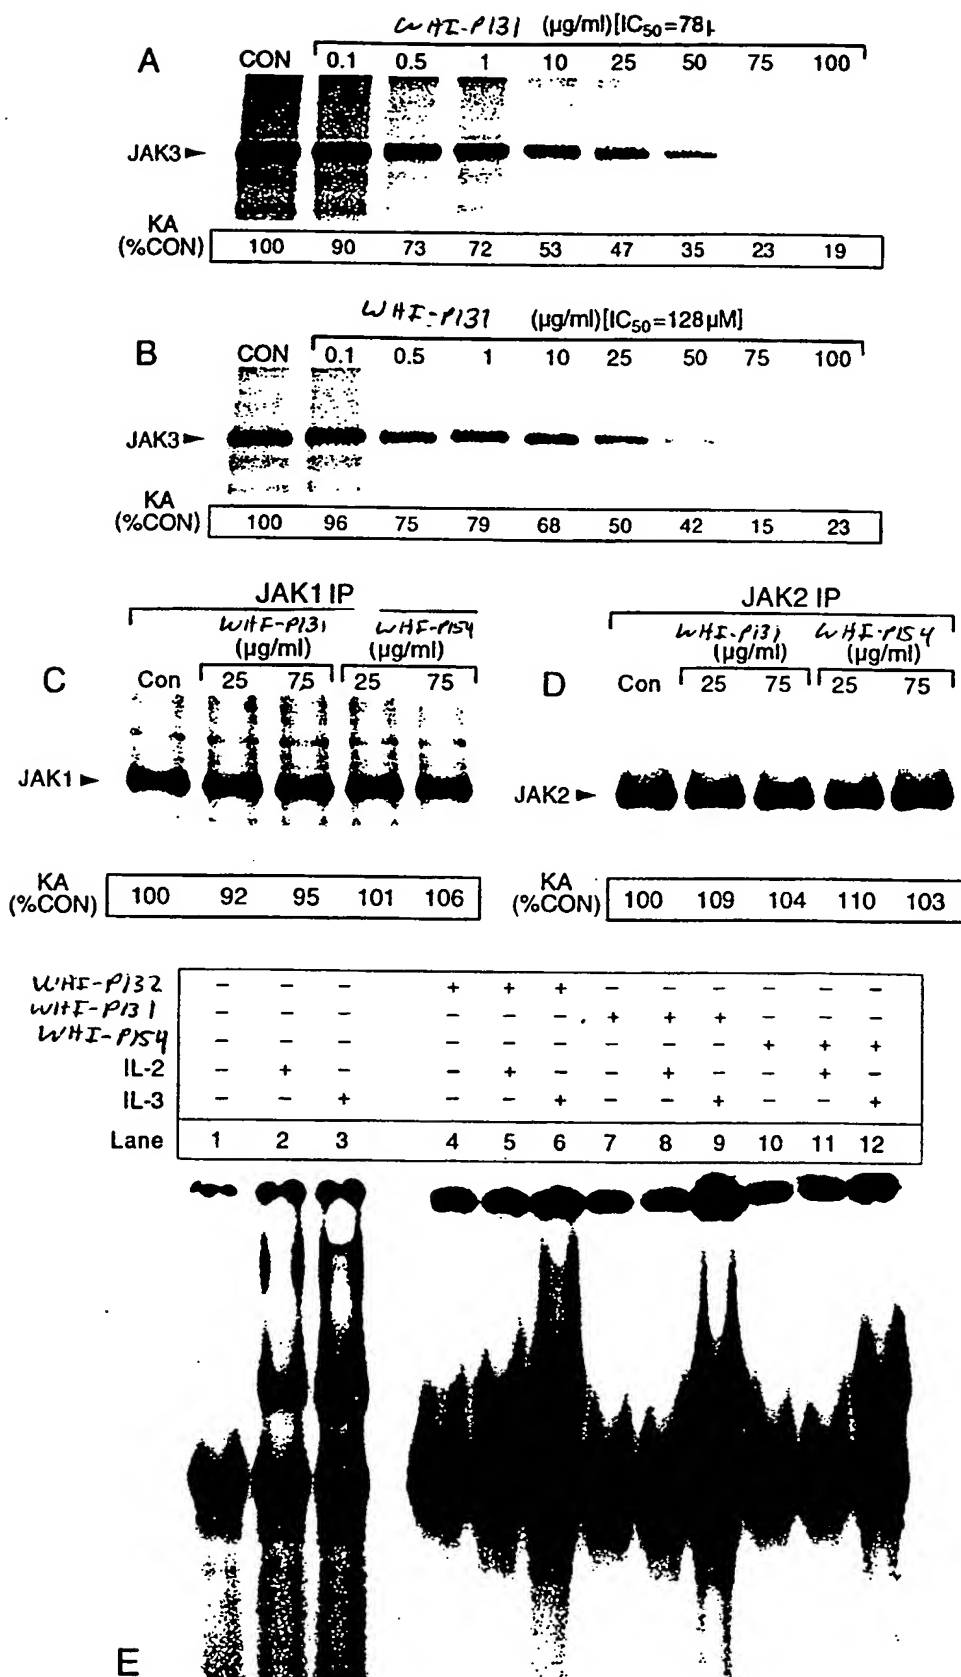 WHI-P131 (µg/ml)[IC50=78µ
A CON 0.1 0.5 1 10 25 50 75 100
JAK3
KA
(%CON) 100 90 73 72 53 47 35 23 19
WHI-P131 (µg/ml)[IC50=128µM]
B CON 0.1 0.5 1 10 25 50 75 100
JAK3
KA
(%CON) 100 96 75 79 68 50 42 15 23
JAK1 IP
WHI-P131 WHI-P154
(µg/ml) (µg/ml)
C Con 25 75 25 75
JAK1
KA
(%CON) 100 92 95 101 106
JAK2 IP
WHI-P131 WHI-P154
(µg/ml) (µg/ml)
D Con 25 75 25 75
JAK2
KA
(%CON) 100 109 104 110 103
WHI-P132 − − − + + + − − − − − −
WHI-P131 − − − − − − + + + − − −
WHI-P154 − − − − − − − − − + + +
IL-2 − + − − + − − + − − + −
IL-3 − − + − − + − − + − − +
Lane 1 2 3 4 5 6 7 8 9 10 11 12
E